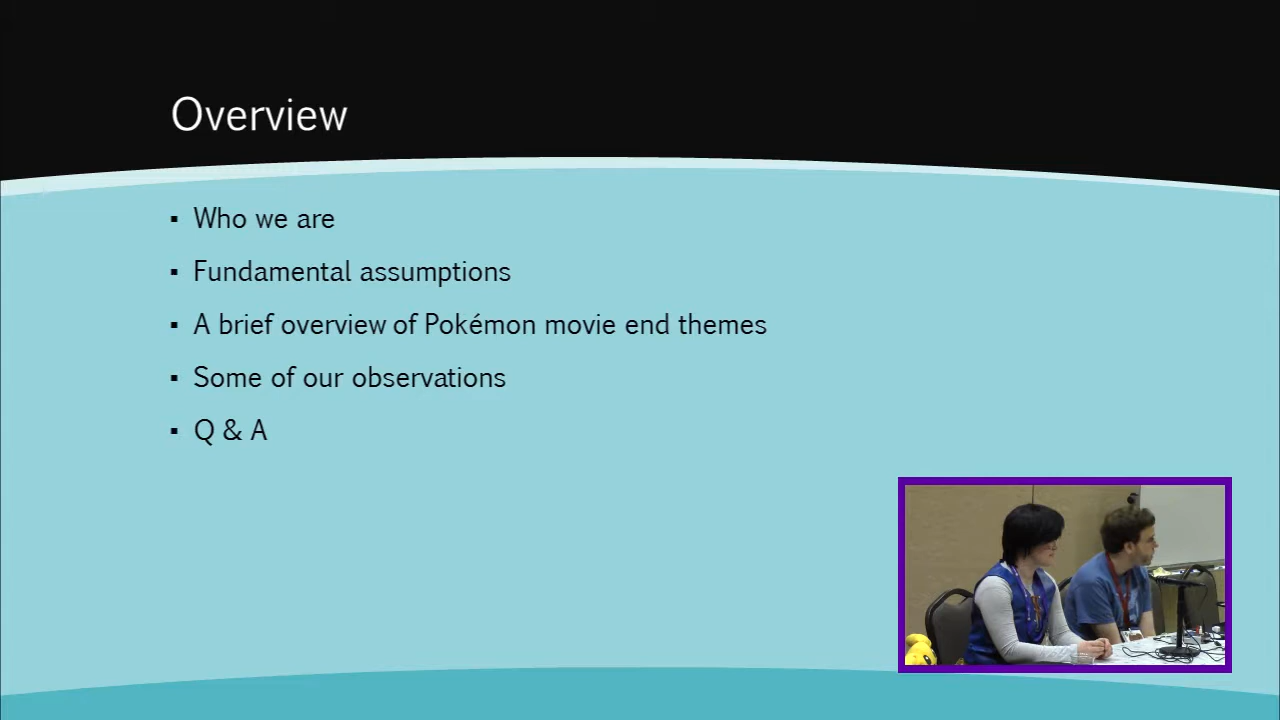 Overview
▪ Who we are
▪ Fundamental assumptions
▪ A brief overview of Pokémon movie end themes
▪ Some of our observations
▪ Q & A